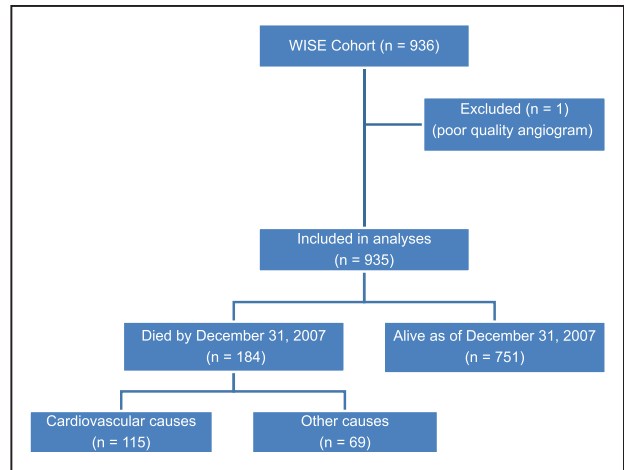 WISE Cohort (n = 936)
Excluded (n = 1)
(poor quality angiogram)
Included in analyses
(n = 935)
Died by December 31, 2007
(n = 184)
Alive as of December 31, 2007
(n = 751)
Cardiovascular causes
(n = 115)
Other causes
(n = 69)